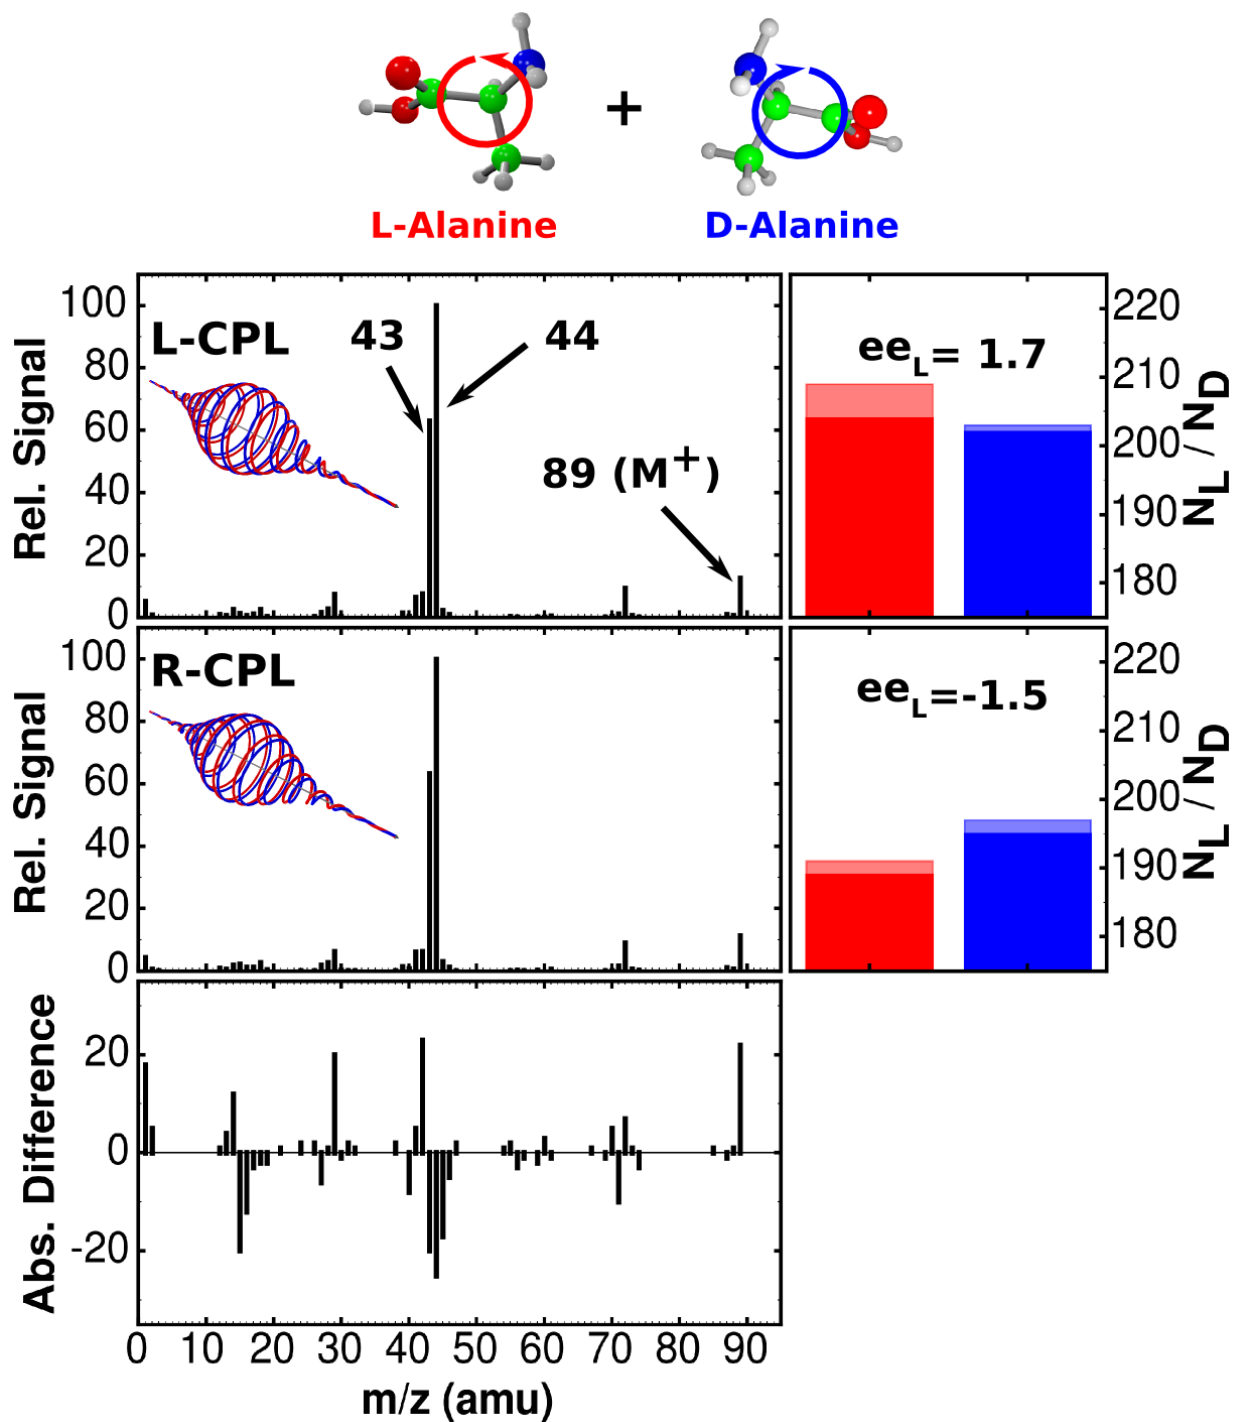 +
L-Alanine
D-Alanine
L-CPL
43
44
89 (M+)
Rel. Signal
0
20
40
60
80
100
eeL= 1.7
180
190
200
210
220
NL / ND
R-CPL
Rel. Signal
0
20
40
60
80
100
eeL=-1.5
180
190
200
210
220
NL / ND
Abs. Difference
20
0
-20
0 10 20 30 40 50 60 70 80 90
m/z (amu)